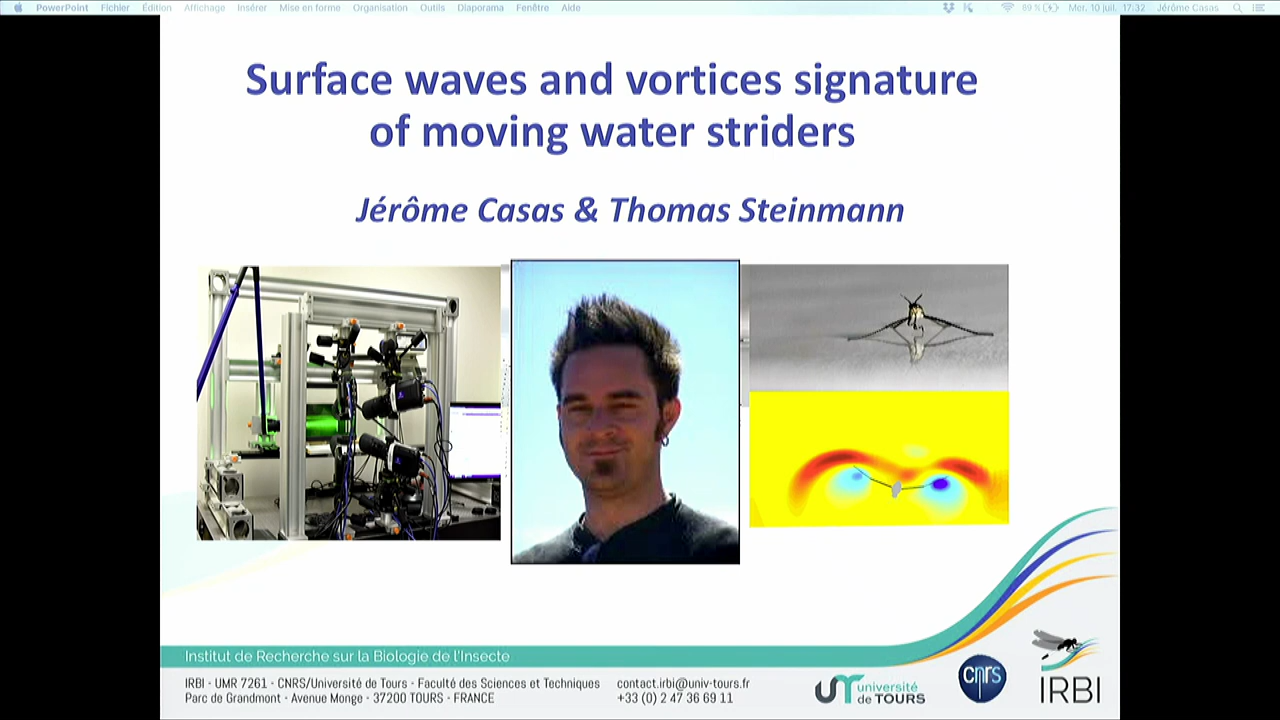 PowerPoint Fichier Édition Affichage Insérer Mise en forme Organisation Outils Diaporama Fenêtre Aide 89 % Mer. 10 juil. 17:32 Jérôme Casas
Surface waves and vortices signature
of moving water striders
Jérôme Casas & Thomas Steinmann
Institut de Recherche sur la Biologie de l'Insecte
IRBI - UMR 7261 - CNRS/Université de Tours - Faculté des Sciences et Techniques
Parc de Grandmont - Avenue Monge - 37200 TOURS - FRANCE
contact.irbi@univ-tours.fr
+33 (0) 2 47 36 69 11
université
de TOURS
cnrs
IRBI